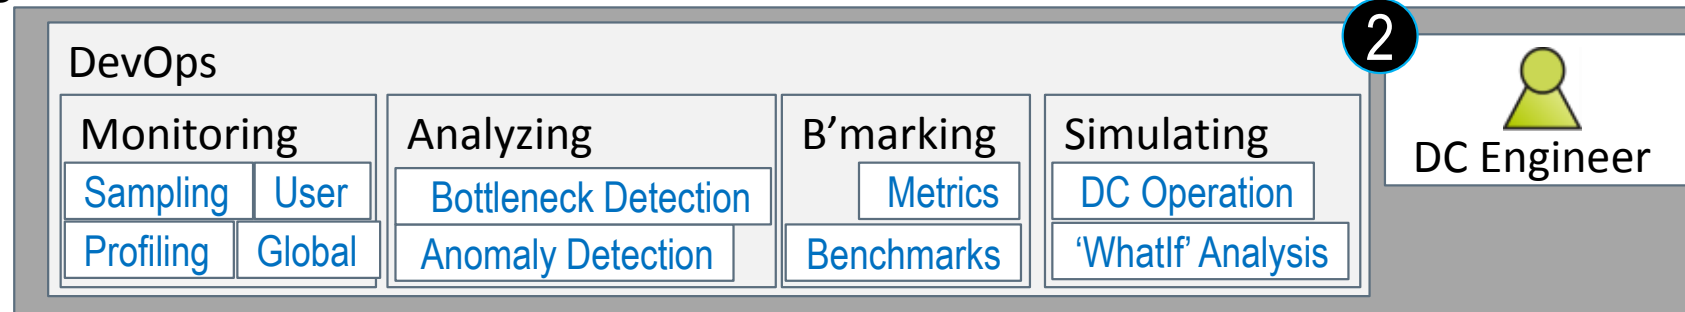 2
DevOps
Monitoring
Sampling User
Profiling Global
Analyzing
Bottleneck Detection
Anomaly Detection
B’marking
Metrics
Benchmarks
Simulating
DC Operation
‘WhatIf’ Analysis
DC Engineer